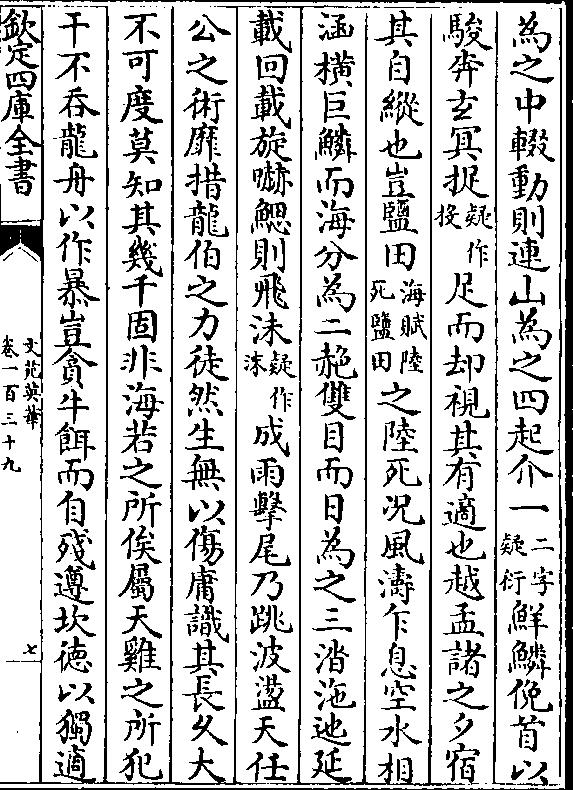 為之中輟動則連山為之四起介一二字疑衍鮮鱗俛首以
駿奔玄冥捉疑作投足而却視其有適也越孟諸之夕宿
其自縱也豈鹽田海賦陸死鹽田之陸死况風濤乍息空水相
涵横巨鱗而海分為二赩雙目而日為之三沿沲迆延
載回載旋嚇鰓則飛沫疑作沫成雨擊尾乃跳波盪天任
公之術靡措龍伯之力徒然生無以傷庸識其長乆大
不可度莫知其幾千固非海若之所俟屬天雞之所犯
干不吞龍舟以作暴豈貪牛餌而自殘遵坎徳以獨適
欽定四庫全書
文苑英華
卷一百三十九
七